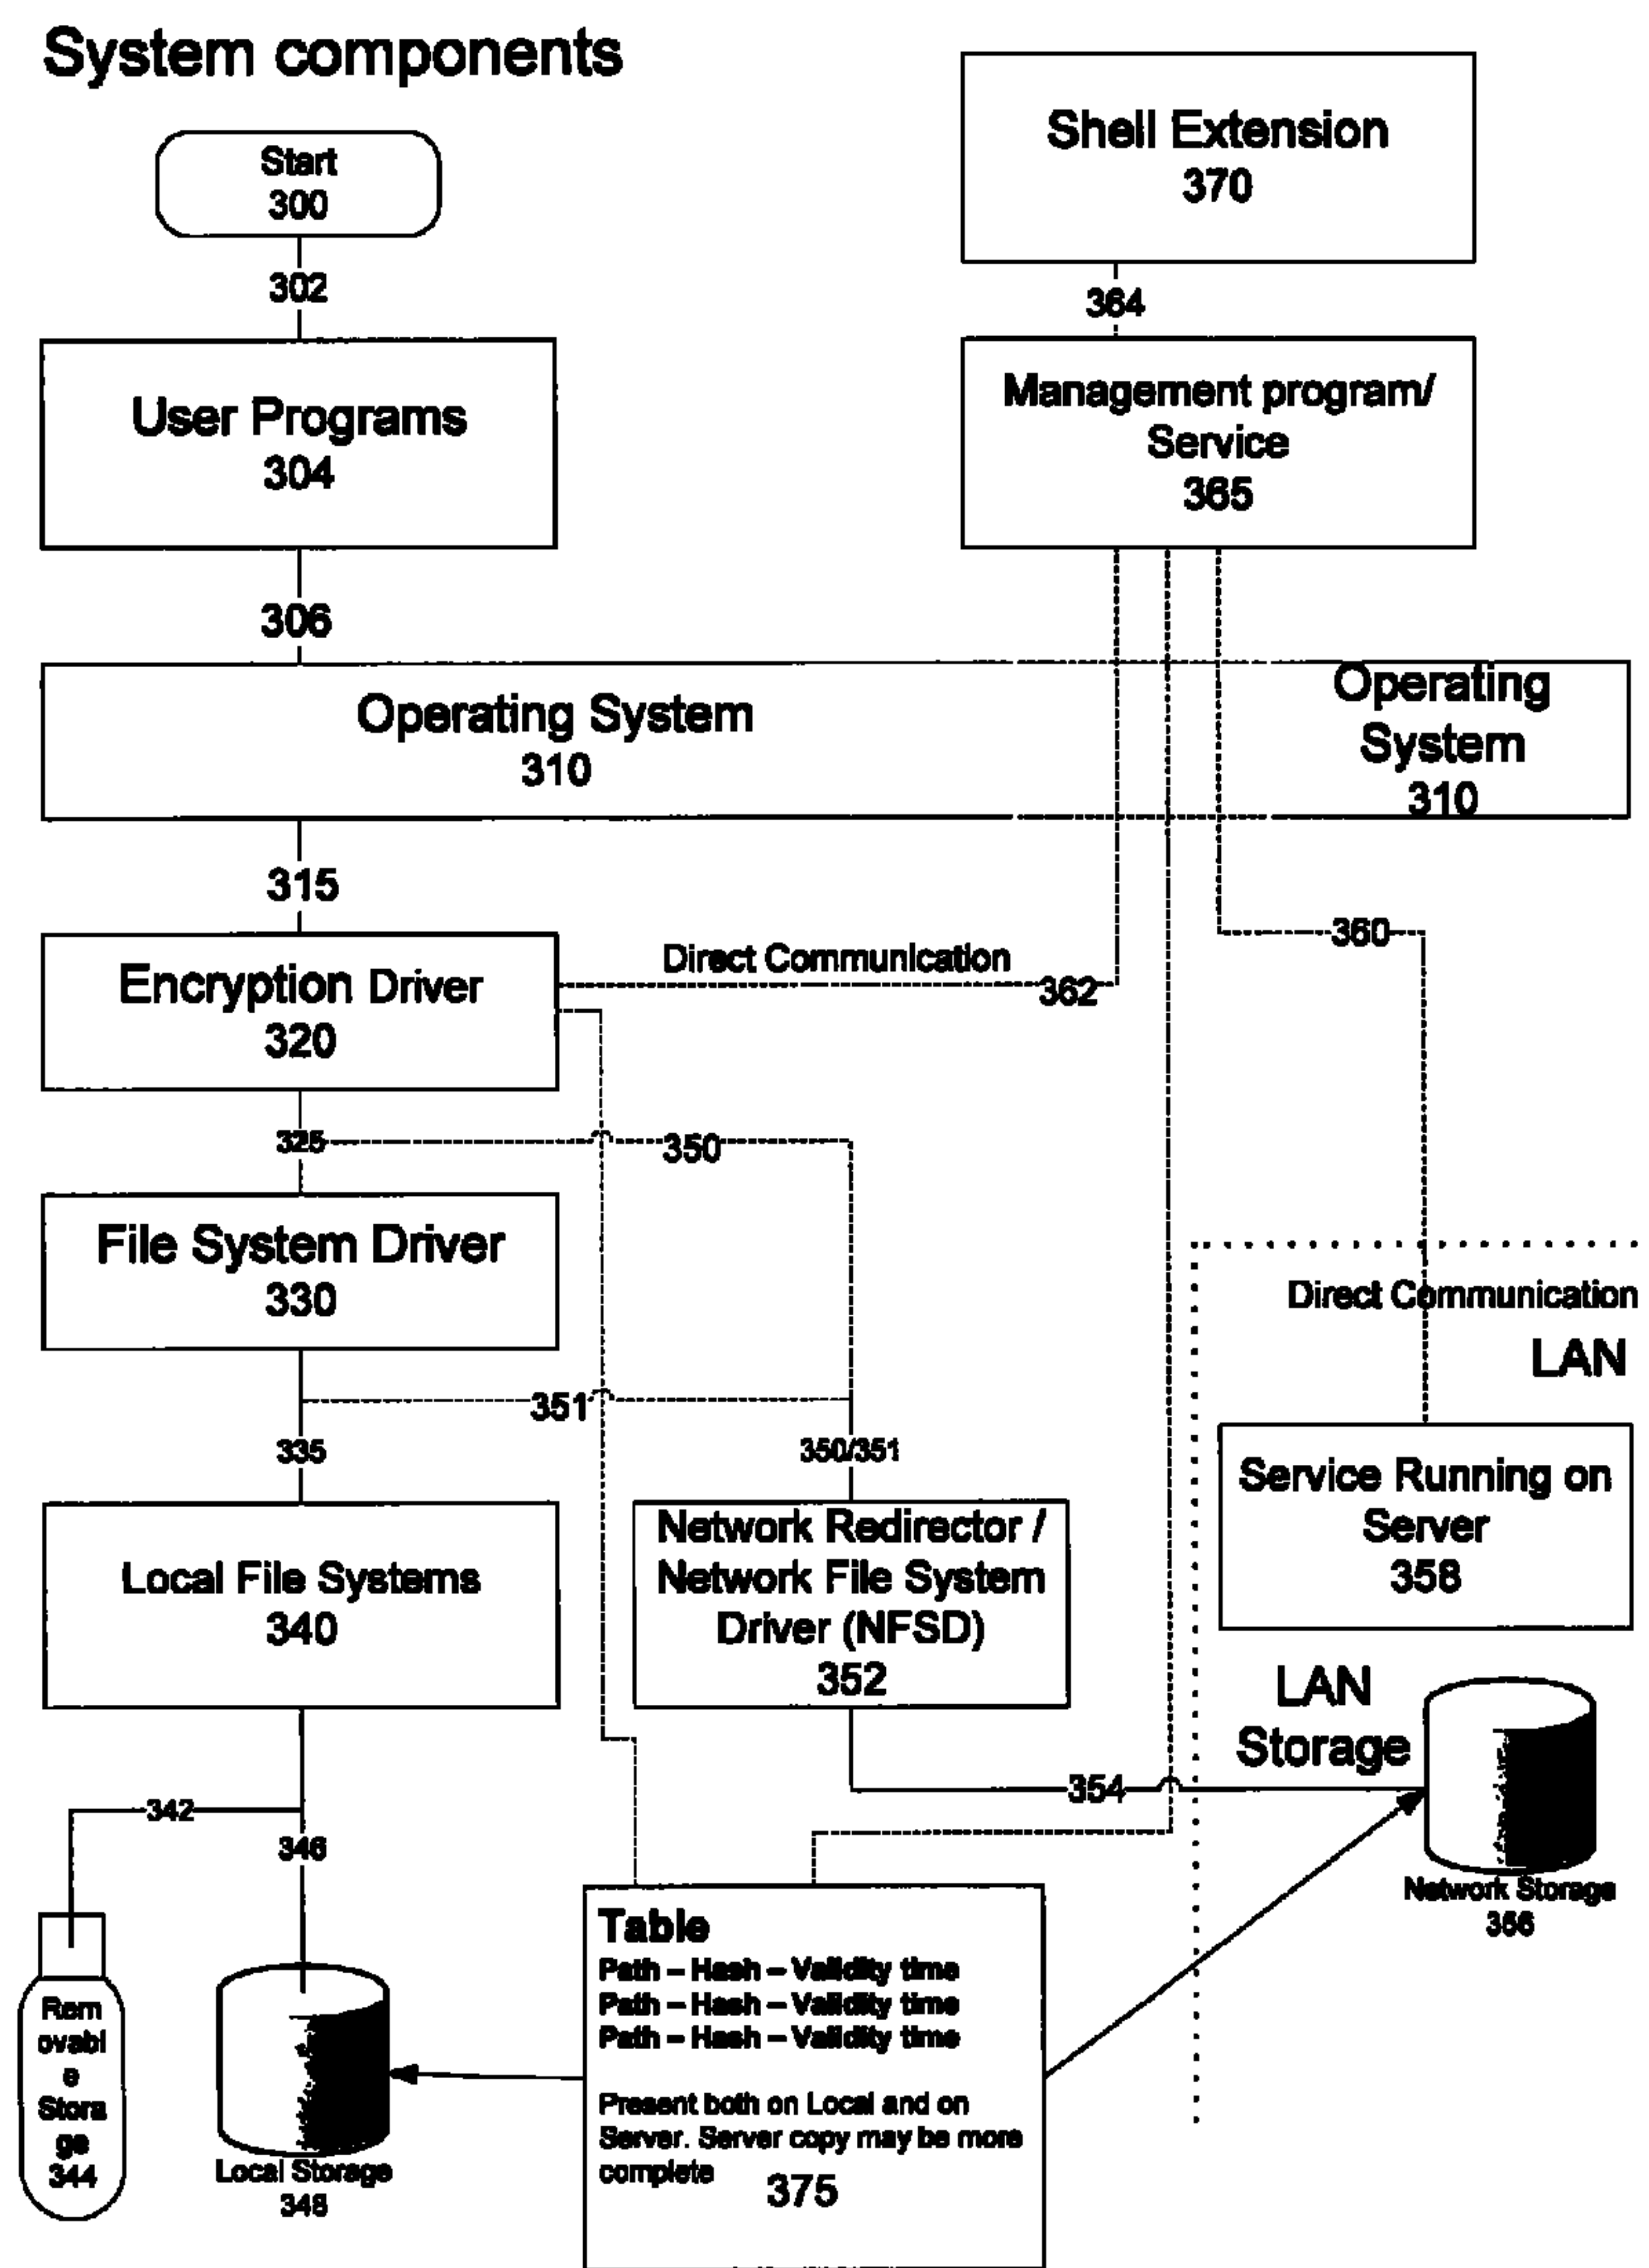 System components
Start
300
302
User Programs
304
306
Shell Extension
370
364
Management program/
Service
365
Operating System
310
Operating
System
310
315
Encryption Driver
320
Direct Communication
362
360
325
350
File System Driver
330
Direct Communication
LAN
351
335
350/351
Local File Systems
340
Network Redirector /
Network File System
Driver (NFSD)
352
Service Running on
Server
358
LAN
Storage
354
Network Storage
356
342
346
Rem
ovabl
e
Stora
ge
344
Local Storage
348
Table
Path – Hash – Validity time
Path – Hash – Validity time
Path – Hash – Validity time
Present both on Local and on
Server. Server copy may be more
complete
375